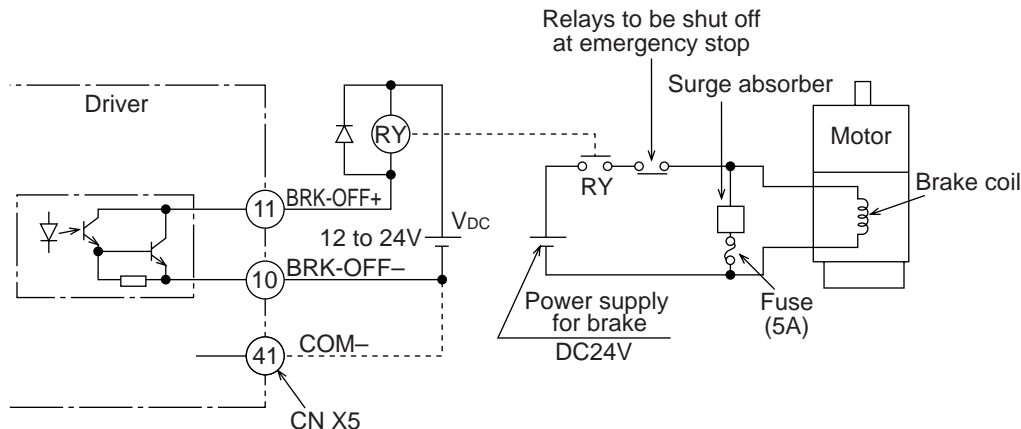 Relays to be shut off
at emergency stop
Surge absorber
Driver
RY
Motor
RY
Brake coil
11
BRK-OFF+
VDC
12 to 24V
10
BRK-OFF–
Power supply
for brake
DC24V
Fuse
(5A)
41
COM–
CN X5